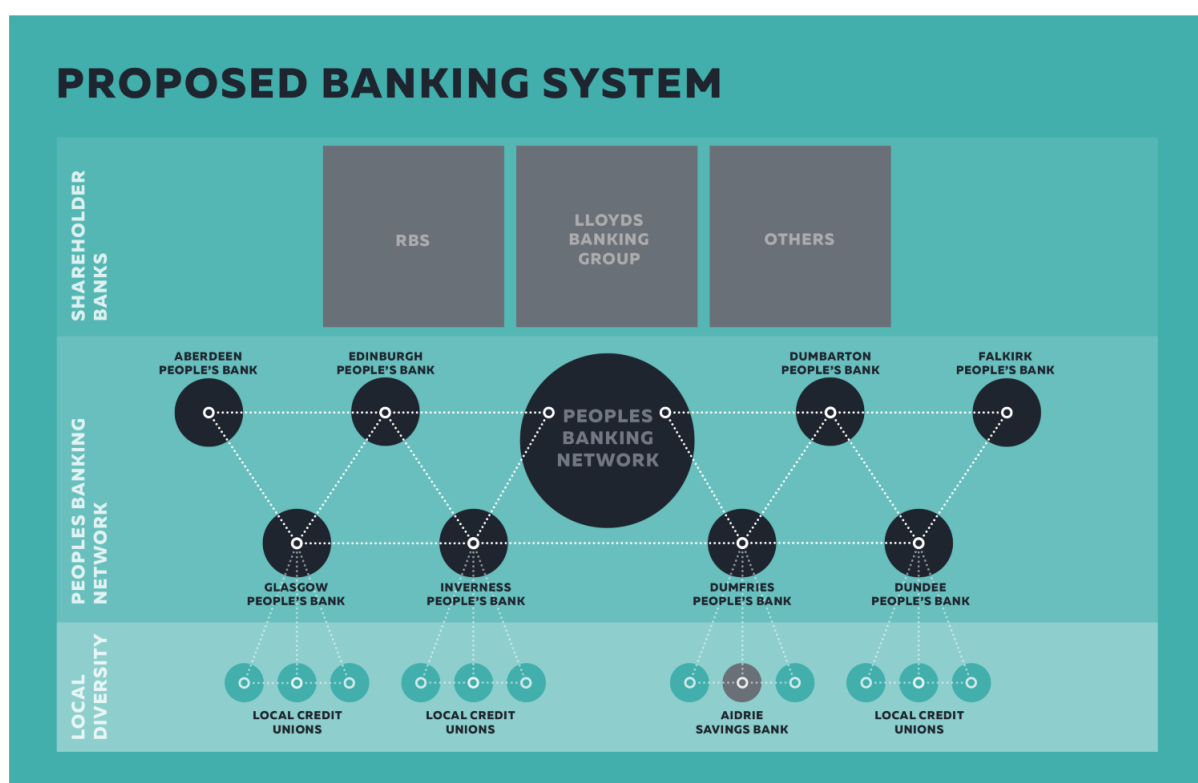 PROPOSED BANKING SYSTEM
SHAREHOLDER
BANKS
RBS
LLOYDS
BANKING
GROUP
OTHERS
PEOPLES BANKING
NETWORK
ABERDEEN
PEOPLE'S BANK
EDINBURGH
PEOPLE'S BANK
PEOPLES
BANKING
NETWORK
DUMBARTON
PEOPLE'S BANK
FALKIRK
PEOPLE'S BANK
GLASGOW
PEOPLE'S BANK
INVERNESS
PEOPLE'S BANK
DUMFRIES
PEOPLE'S BANK
DUNDEE
PEOPLE'S BANK
LOCAL
DIVERSITY
LOCAL CREDIT
UNIONS
LOCAL CREDIT
UNIONS
AIDRIE
SAVINGS BANK
LOCAL CREDIT
UNIONS